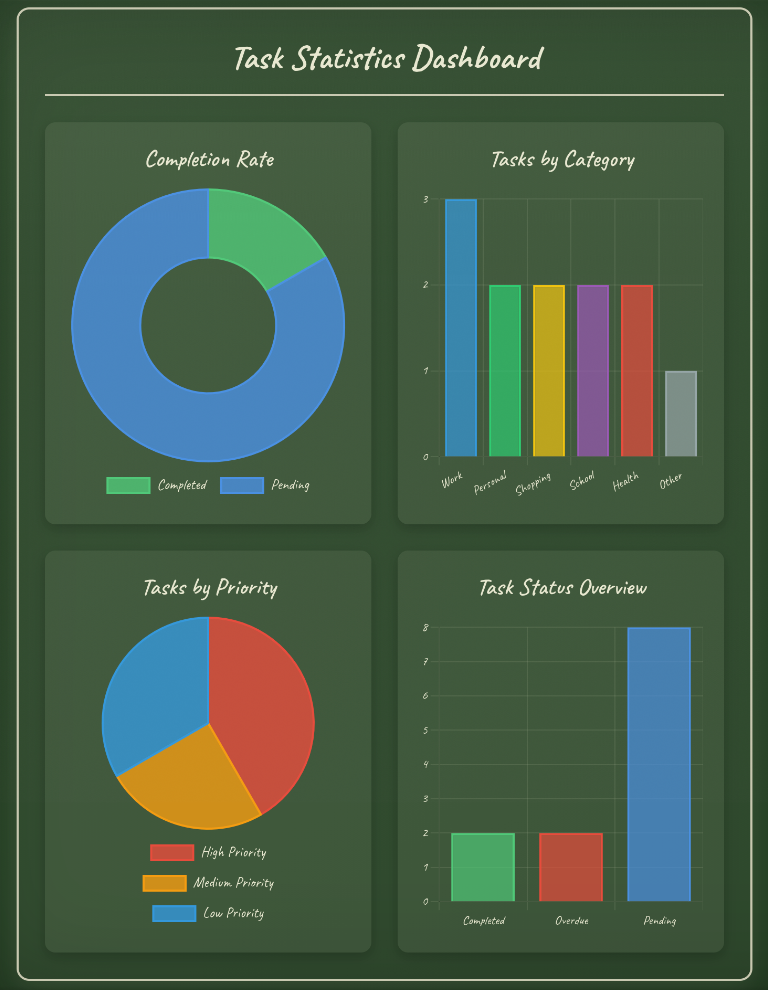 Task Statistics Dashboard
Completion Rate
Completed
Pending
Tasks by Category
3
2
1
0
Work
Personal
Shopping
School
Health
Other
Tasks by Priority
High Priority
Medium Priority
Low Priority
Task Status Overview
8
7
6
5
4
3
2
1
0
Completed
Overdue
Pending